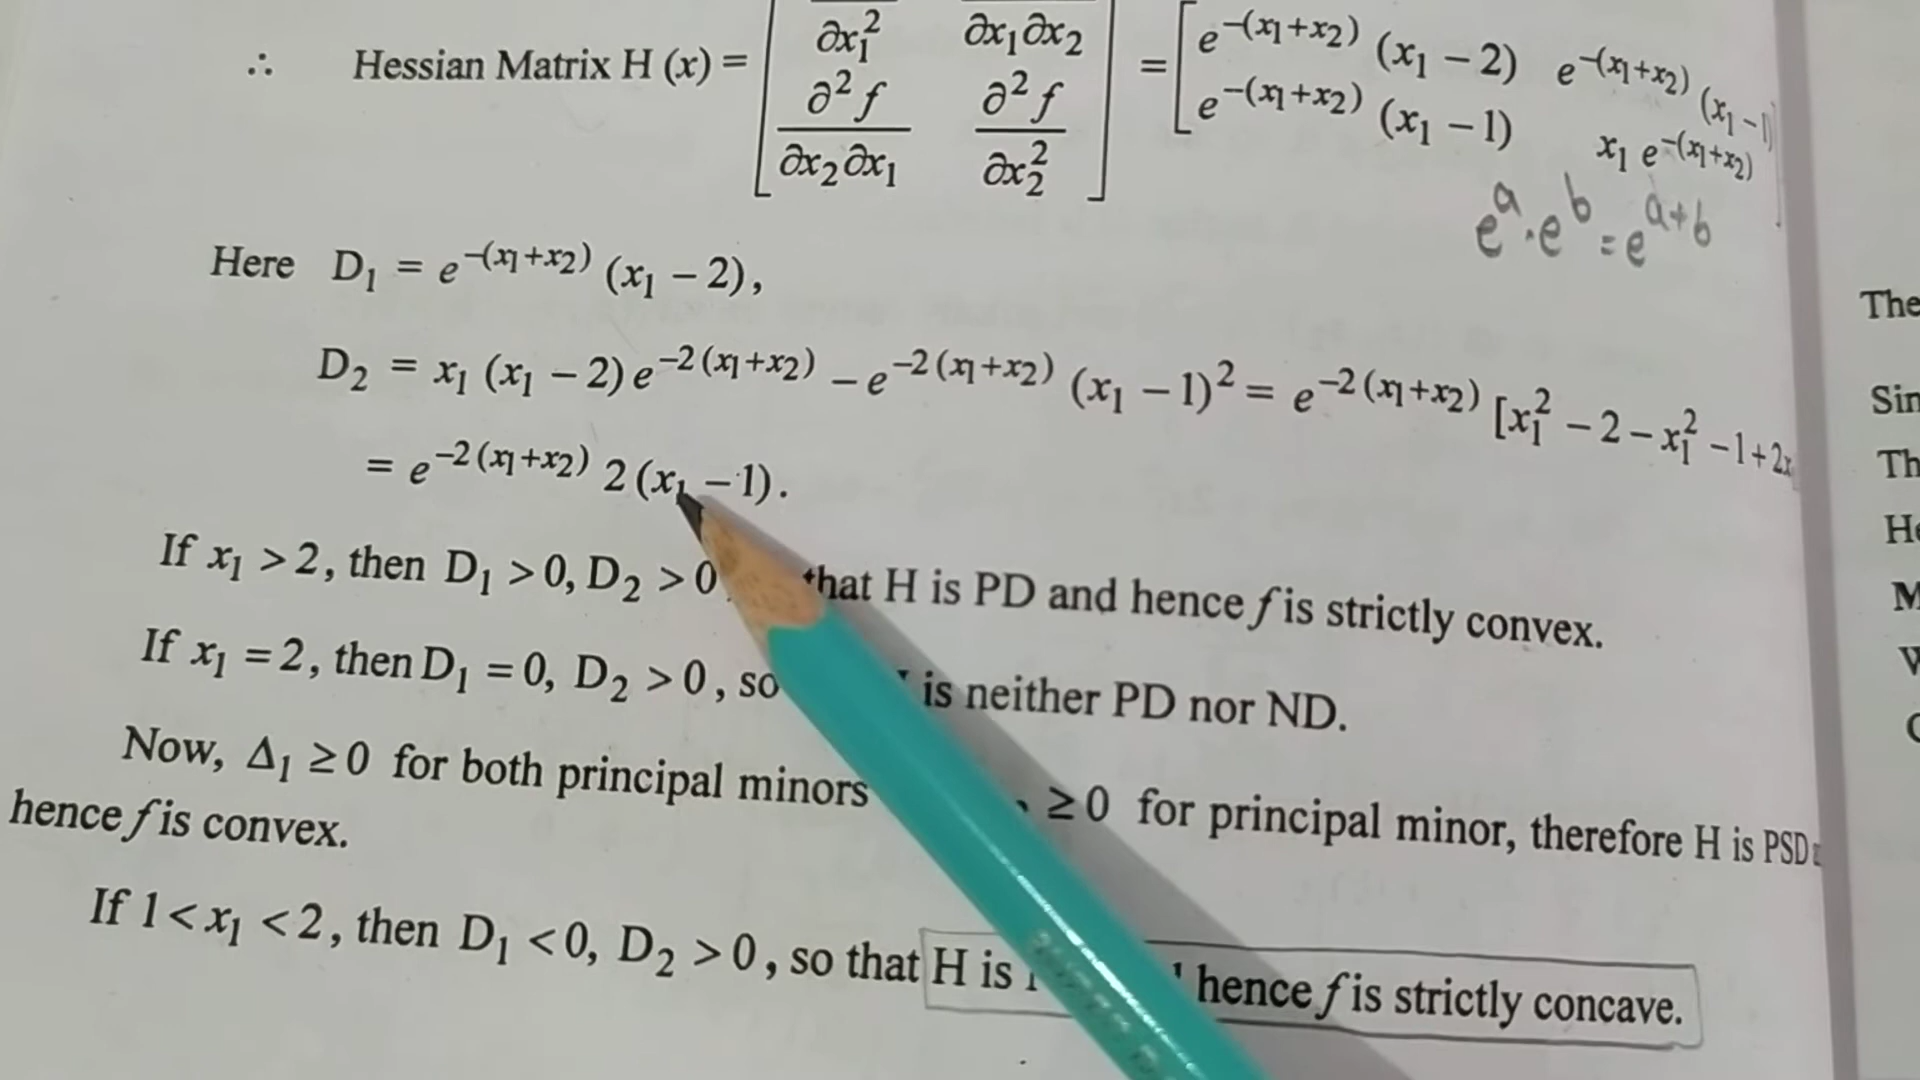 ∂x₁² ∂x₁∂x₂
∴ Hessian Matrix H (x) = [∂²f/∂x₂∂x₁ ∂²f/∂x₂²] = [e^−(x₁+x₂) (x₁ − 2) e^−(x₁+x₂) (x₁ − 1)
e^−(x₁+x₂) (x₁ − 1) x₁ e^−(x₁+x₂)
e^a · e^b = e^a+b
Here D₁ = e^−(x₁+x₂) (x₁ − 2),
D₂ = x₁ (x₁ − 2) e^−2(x₁+x₂) − e^−2(x₁+x₂) (x₁ − 1)² = e^−2(x₁+x₂) [x₁² − 2 − x₁² − 1 + 2x
= e^−2(x₁+x₂) 2(x₁ − 1).
If x₁ > 2, then D₁ > 0, D₂ > 0 that H is PD and hence f is strictly convex.
If x₁ = 2, then D₁ = 0, D₂ > 0, so is neither PD nor ND.
Now, Δ₁ ≥ 0 for both principal minors ≥ 0 for principal minor, therefore H is PSD
hence f is convex.
If 1 < x₁ < 2, then D₁ < 0, D₂ > 0, so that H is hence f is strictly concave.
The
Sin
Th
He
M